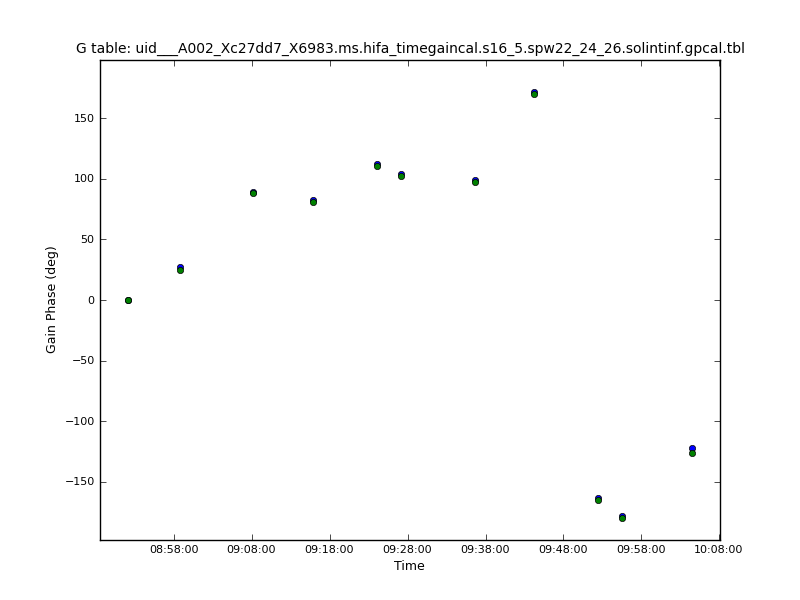 G table: uid___A002_Xc27dd7_X6983.ms.hifa_timegaincal.s16_5.spw22_24_26.solintinf.gpcal.tbl
150
100
50
0
−50
−100
−150
Gain Phase (deg)
08:58:00 09:08:00 09:18:00 09:28:00 09:38:00 09:48:00 09:58:00 10:08:00
Time